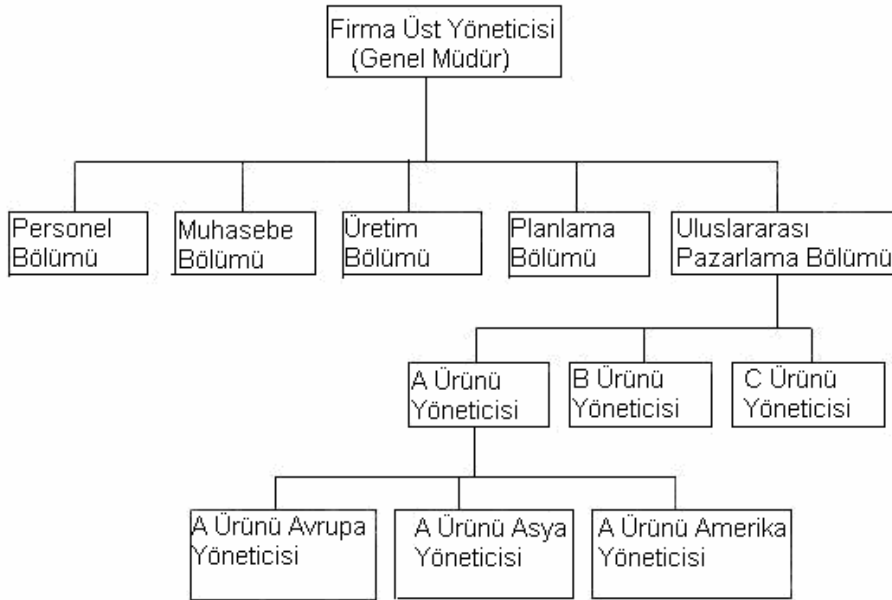 Firma Üst Yöneticisi
(Genel Müdür)
Personel
Bölümü
Muhasebe
Bölümü
Üretim
Bölümü
Planlama
Bölümü
Uluslararası
Pazarlama Bölümü
A Ürünü
Yöneticisi
B Ürünü
Yöneticisi
C Ürünü
Yöneticisi
A Ürünü Avrupa
Yöneticisi
A Ürünü Asya
Yöneticisi
A Ürünü Amerika
Yöneticisi